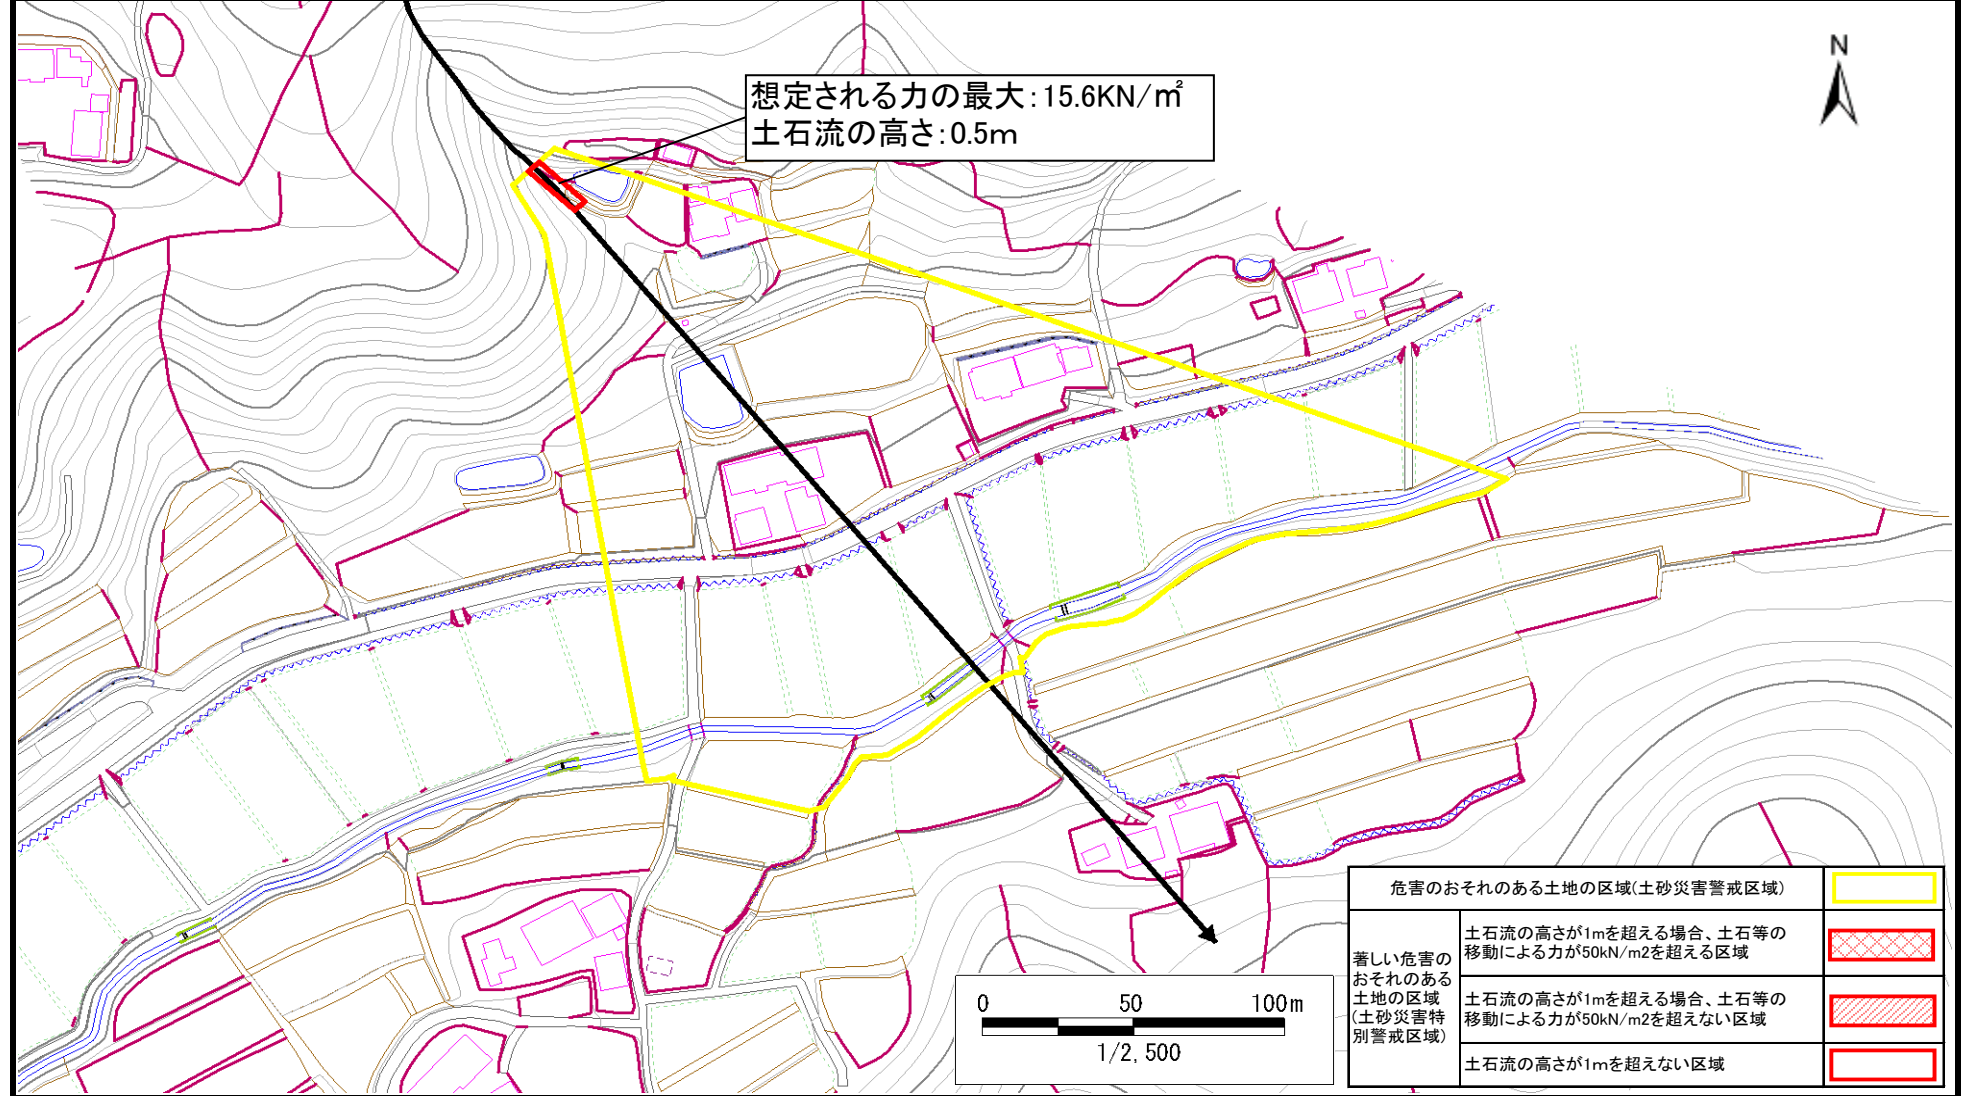 N
想定される力の最大:15.6KN/㎡
土石流の高さ:0.5m
0 50 100m
1/2,500
危害のおそれのある土地の区域(土砂災害警戒区域)
著しい危害の
おそれのある
土地の区域
(土砂災害特
別警戒区域)
土石流の高さが1mを超える場合、土石等の
移動による力が50kN/m2を超える区域
土石流の高さが1mを超える場合、土石等の
移動による力が50kN/m2を超えない区域
土石流の高さが1mを超えない区域